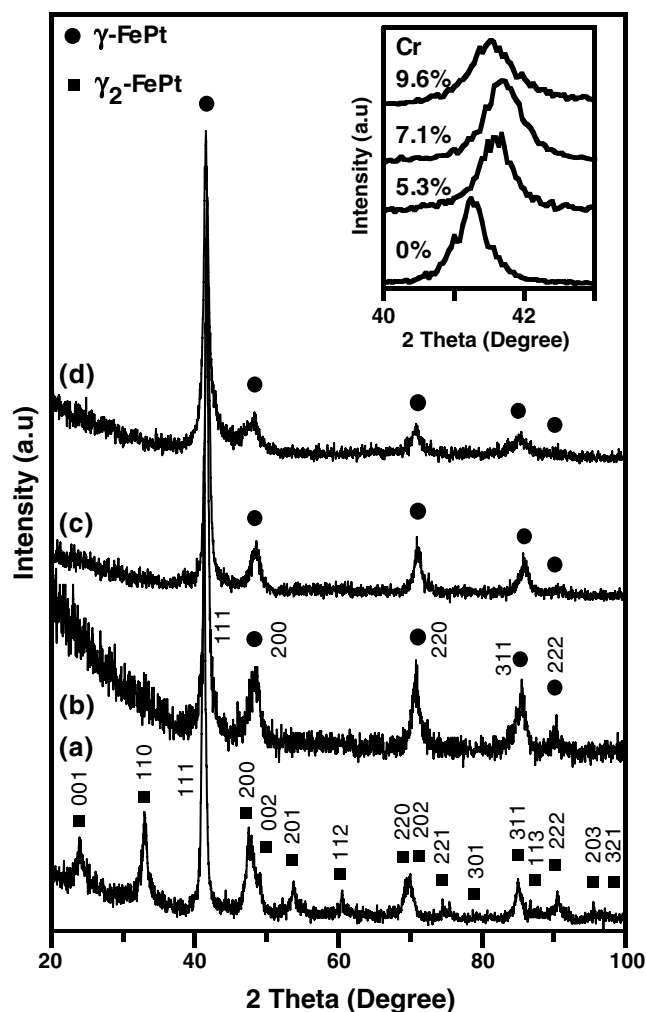 γ-FePt
γ2-FePt
Cr
9.6%
7.1%
5.3%
0%
Intensity (a.u)
40
42
2 Theta (Degree)
(d)
(c)
111
200
220
311
222
(b)
(a)
001
110
111
200
002
201
112
220
202
221
301
311
113
222
203
321
Intensity (a.u)
20
40
60
80
100
2 Theta (Degree)